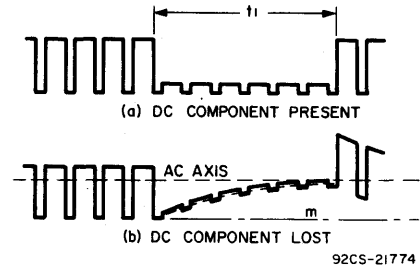 t₁
(a) DC COMPONENT PRESENT
AC AXIS
m
(b) DC COMPONENT LOST
92CS-21774